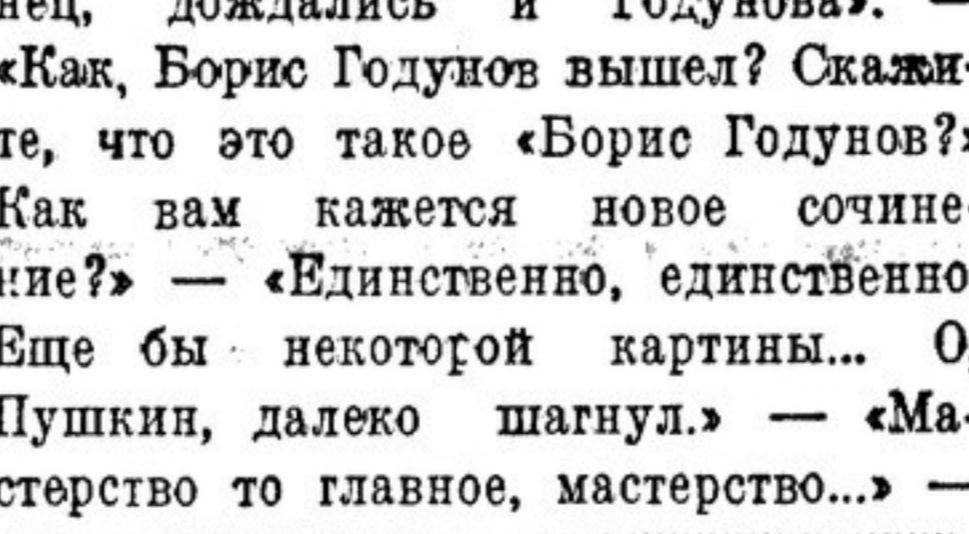 нец, дождались и Годунова». —
«Как, Борис Годунов вышел? Скажи-
те, что это такое «Борис Годунов?»
Как вам кажется новое сочине-
ние?» — «Единственно, единственно
Еще бы некоторой картины... О,
Пушкин, далеко шагнул.» — «Ма-
стерство то главное, мастерство...» —